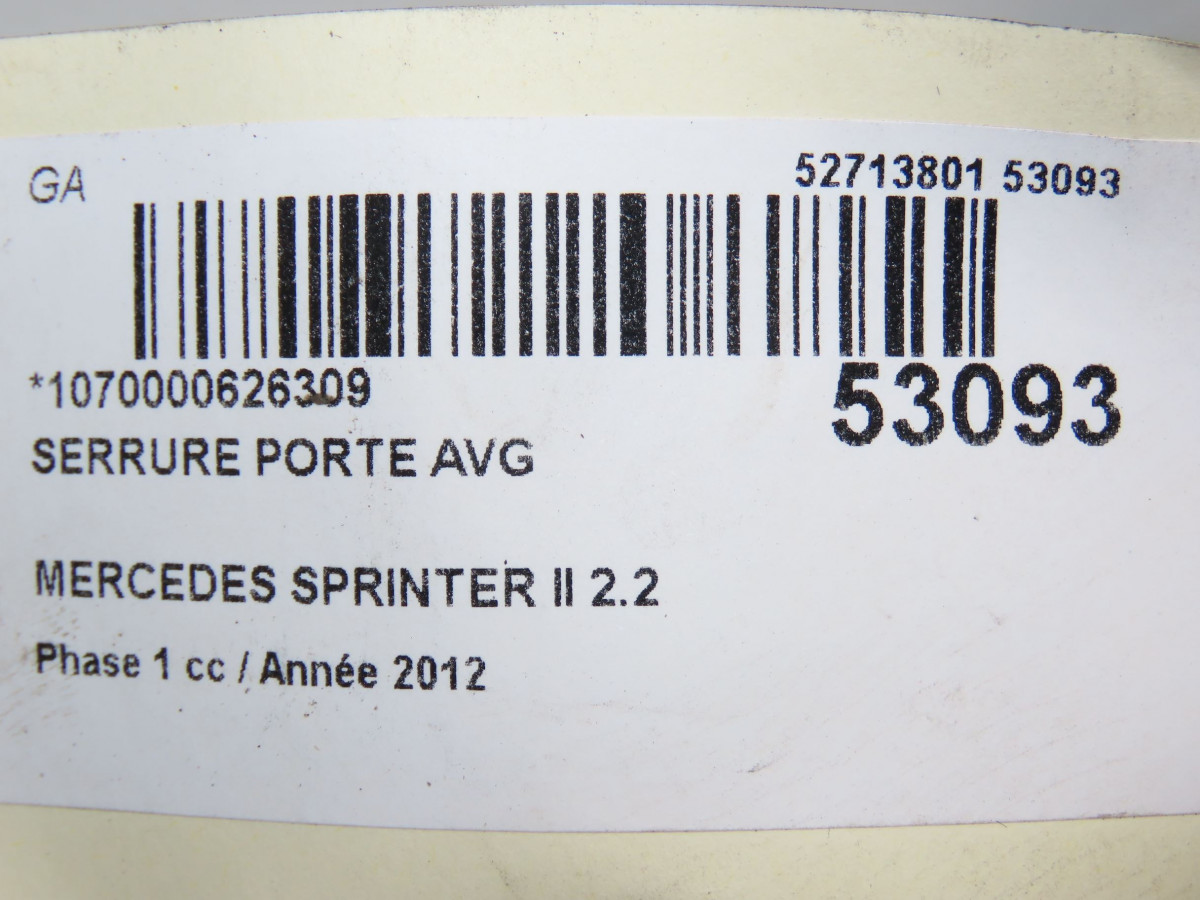 GA
52713801 53093
*1070000626309
53093
SERRURE PORTE AVG
MERCEDES SPRINTER II 2.2
Phase 1 cc / Année 2012